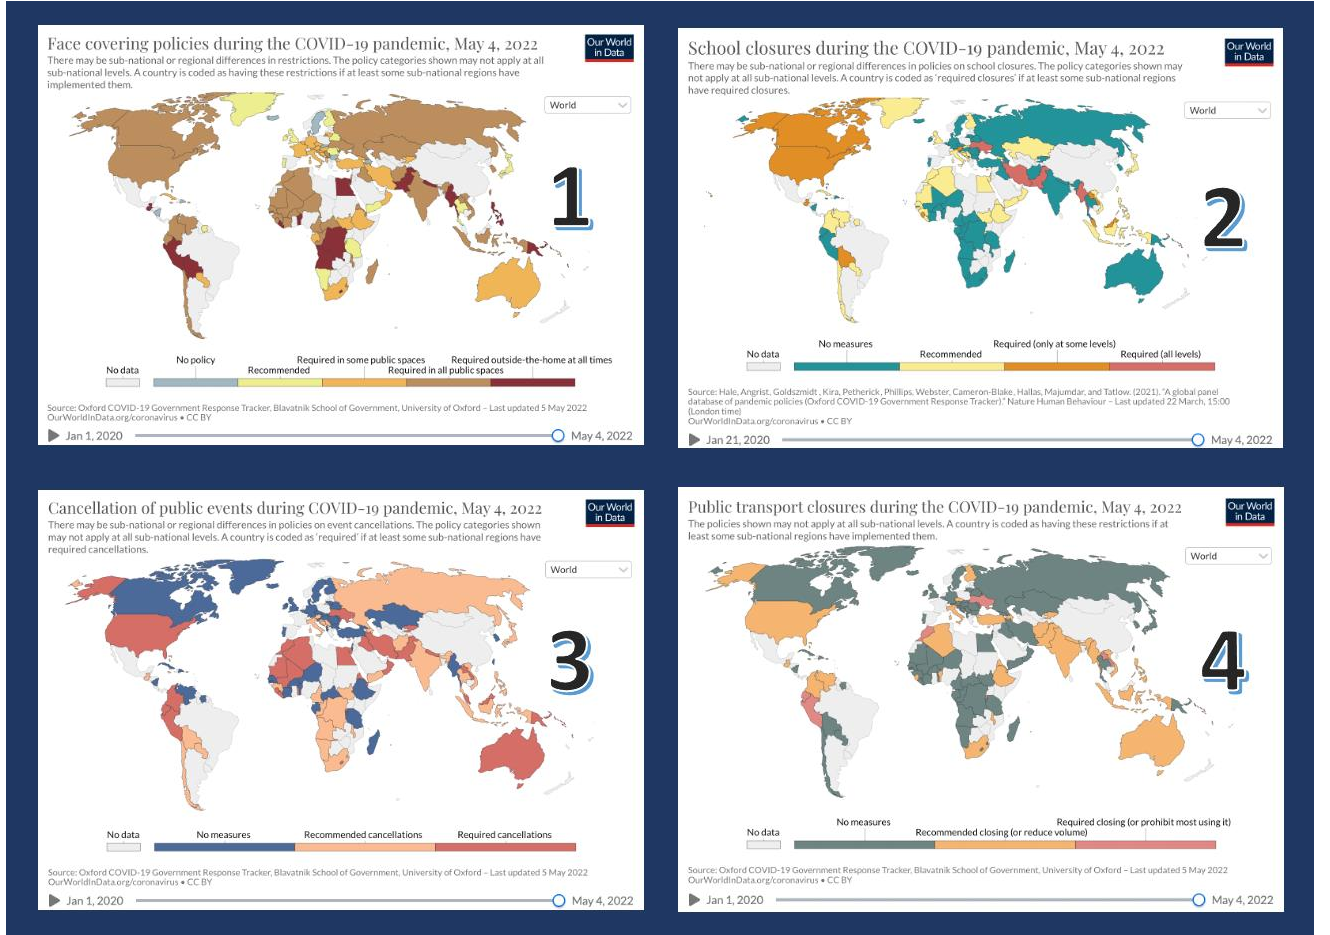 Face covering policies during the COVID-19 pandemic, May 4, 2022
Our World
in Data
There may be sub-national or regional differences in restrictions. The policy categories shown may not apply at all
sub-national levels. A country is coded as having these restrictions if at least some sub-national regions have
implemented them.
World
1
No data
No policy
Recommended
Required in some public spaces
Required in all public spaces
Required outside-the-home at all times
Source: Oxford COVID-19 Government Response Tracker, Blavatnik School of Government, University of Oxford – Last updated 5 May 2022
OurWorldInData.org/coronavirus • CC BY
Jan 1, 2020
May 4, 2022
School closures during the COVID-19 pandemic, May 4, 2022
Our World
in Data
There may be sub-national or regional differences in policies on school closures. The policy categories shown may
not apply at all sub-national levels. A country is coded as 'required closures' if at least some sub-national regions
have required closures.
World
2
No data
No measures
Recommended
Required (only at some levels)
Required (all levels)
Source: Hale, Angrist, Goldszmidt , Kira, Petherick , Phillips, Webster, Cameron-Blake, Hallas, Majumdar, and Tatlow. (2021). "A global panel
database of pandemic policies (Oxford COVID-19 Government Response Tracker)." Nature Human Behaviour – Last updated 22 March, 15:00
(London time)
OurWorldInData.org/coronavirus • CC BY
Jan 21, 2020
May 4, 2022
Cancellation of public events during COVID-19 pandemic, May 4, 2022
Our World
in Data
There may be sub-national or regional differences in policies on event cancellations. The policy categories shown
may not apply at all sub-national levels. A country is coded as 'required' if at least some sub-national regions have
required cancellations.
World
3
No data
No measures
Recommended cancellations
Required cancellations
Source: Oxford COVID-19 Government Response Tracker, Blavatnik School of Government, University of Oxford – Last updated 5 May 2022
OurWorldInData.org/coronavirus • CC BY
Jan 1, 2020
May 4, 2022
Public transport closures during the COVID-19 pandemic, May 4, 2022
Our World
in Data
The policies shown may not apply at all sub-national levels. A country is coded as having these restrictions if at
least some sub-national regions have implemented them.
World
4
No data
No measures
Recommended closing (or reduce volume)
Required closing (or prohibit most using it)
Source: Oxford COVID-19 Government Response Tracker, Blavatnik School of Government, University of Oxford – Last updated 5 May 2022
OurWorldInData.org/coronavirus • CC BY
Jan 1, 2020
May 4, 2022